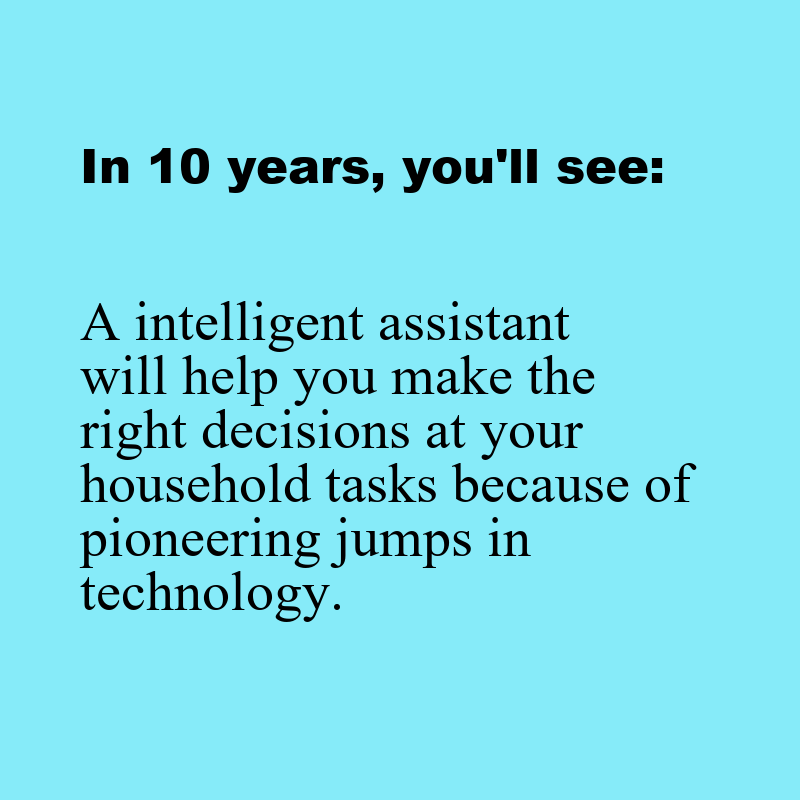 In 10 years, you'll see:
A intelligent assistant
will help you make the
right decisions at your
household tasks because of
pioneering jumps in
technology.